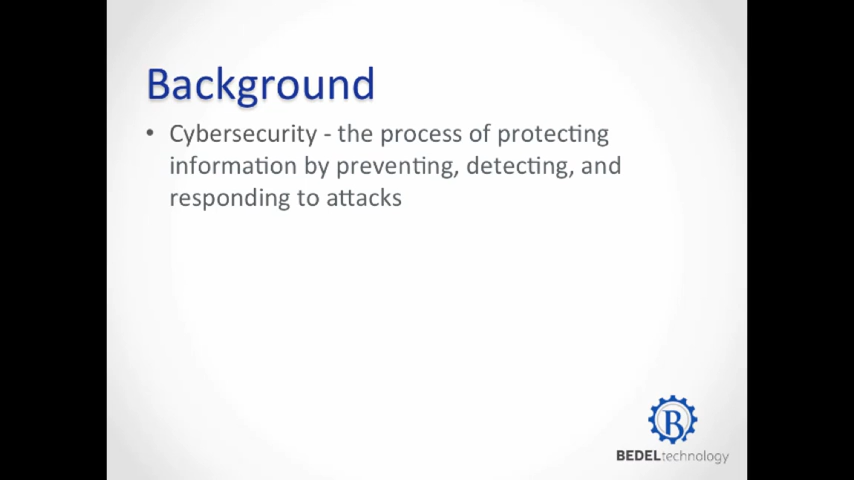 Background
• Cybersecurity - the process of protecting
information by preventing, detecting, and
responding to attacks
B
BEDELtechnology